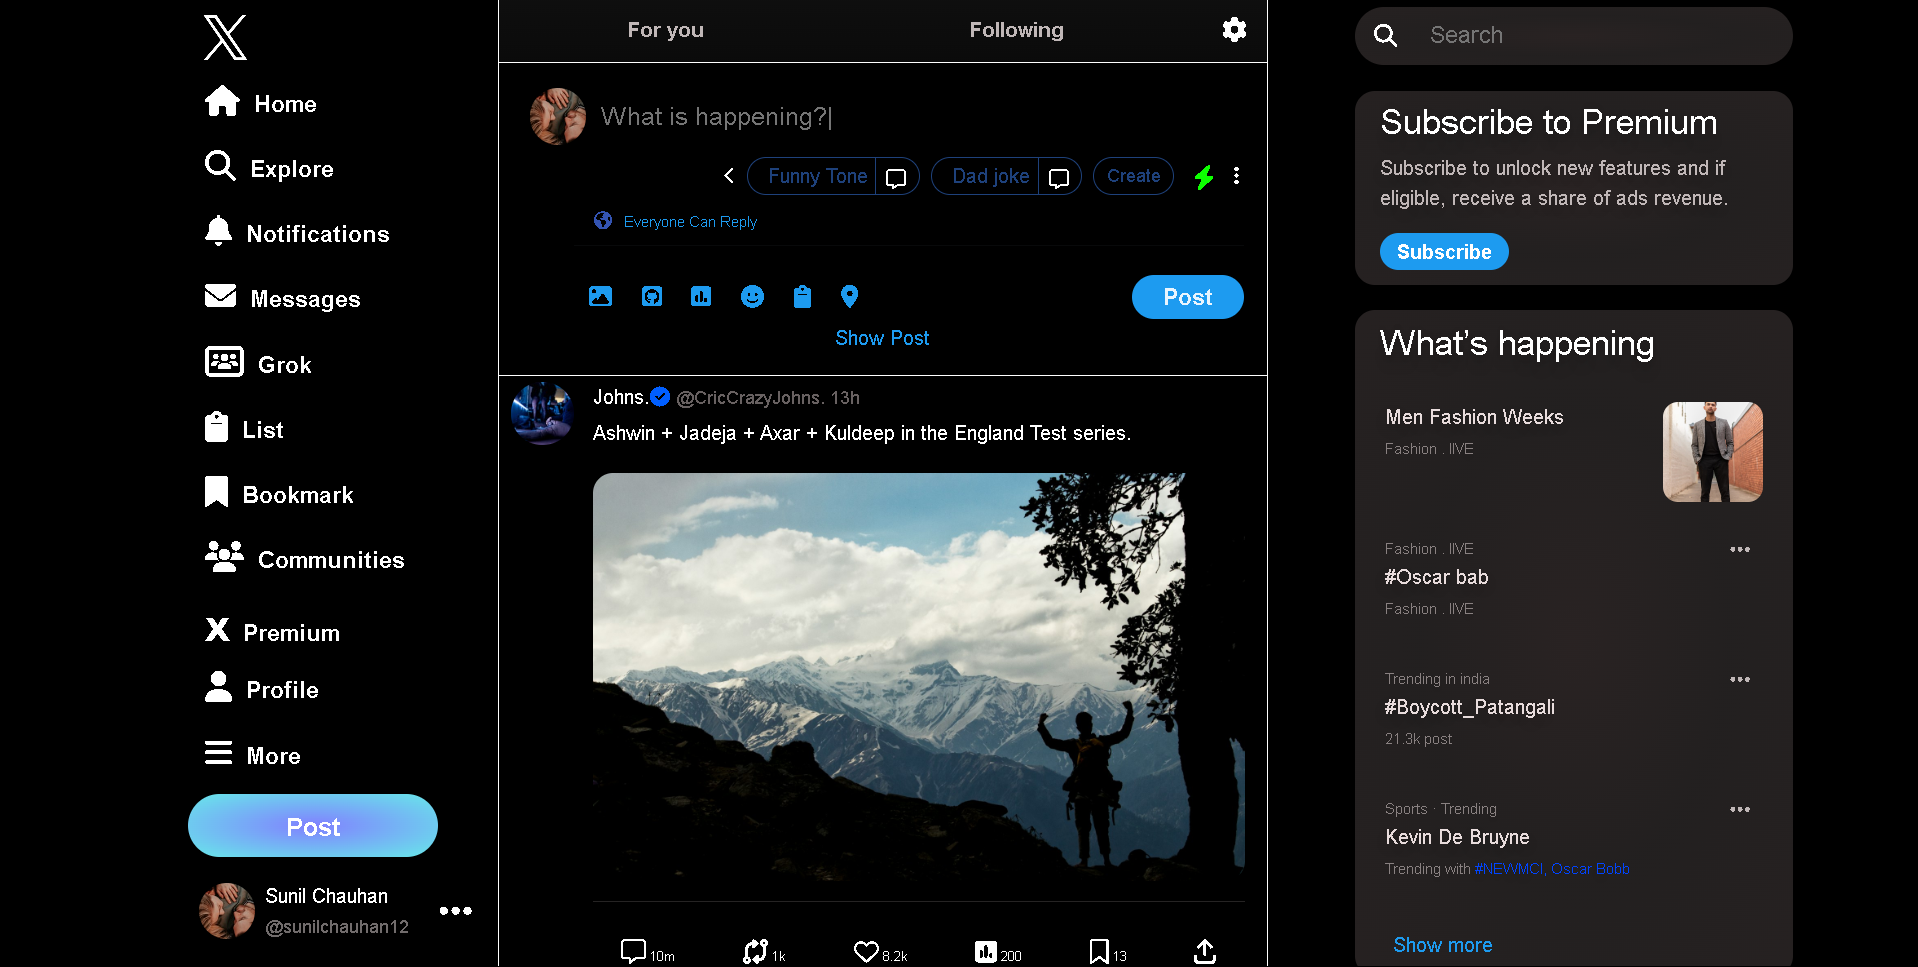 Home
Explore
Notifications
Messages
Grok
List
Bookmark
Communities
X Premium
Profile
More
Post
Sunil Chauhan
@sunilchauhan12
For you
Following
What is happening?|
Funny Tone
Dad joke
Create
Everyone Can Reply
Post
Show Post
Johns. @CricCrazyJohns. 13h
Ashwin + Jadeja + Axar + Kuldeep in the England Test series.
10m
1k
8.2k
200
13
Search
Subscribe to Premium
Subscribe to unlock new features and if
eligible, receive a share of ads revenue.
Subscribe
What's happening
Men Fashion Weeks
Fashion . lIVE
Fashion . lIVE
#Oscar bab
Fashion . lIVE
Trending in india
#Boycott_Patangali
21.3k post
Sports · Trending
Kevin De Bruyne
Trending with #NEWMCI, Oscar Bobb
Show more